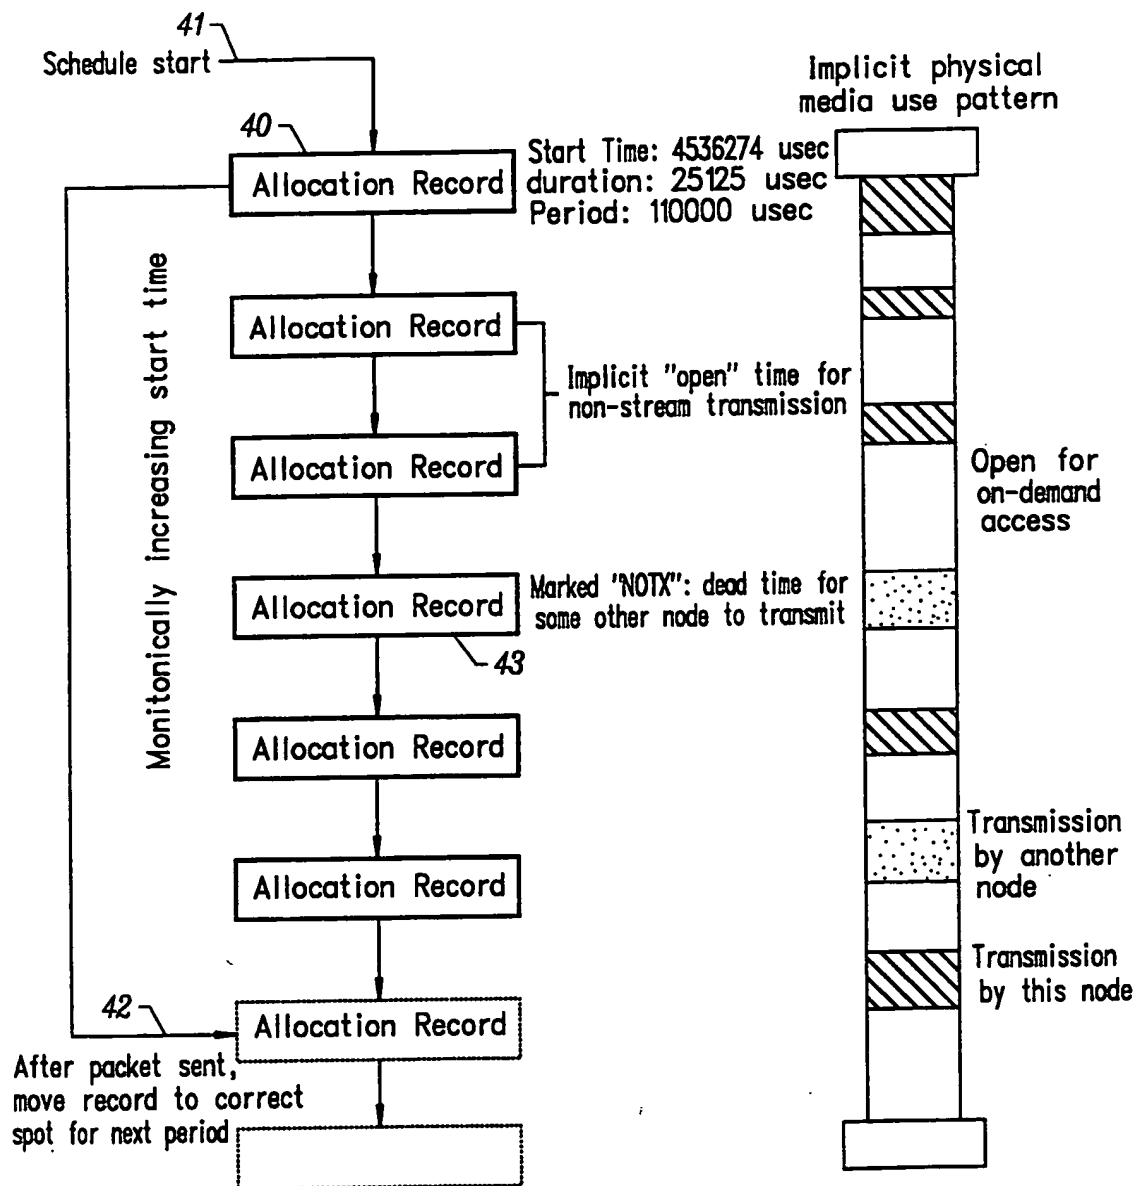 41
Schedule start
40
Allocation Record
Start Time: 4536274 usec
duration: 25125 usec
Period: 110000 usec
Monitonically increasing start time
Allocation Record
Implicit "open" time for
non-stream transmission
Allocation Record
Allocation Record
Marked "NOTX": dead time for
some other node to transmit
43
Allocation Record
Allocation Record
42
Allocation Record
After packet sent,
move record to correct
spot for next period
Implicit physical
media use pattern
Open for
on-demand
access
Transmission
by another
node
Transmission
by this node